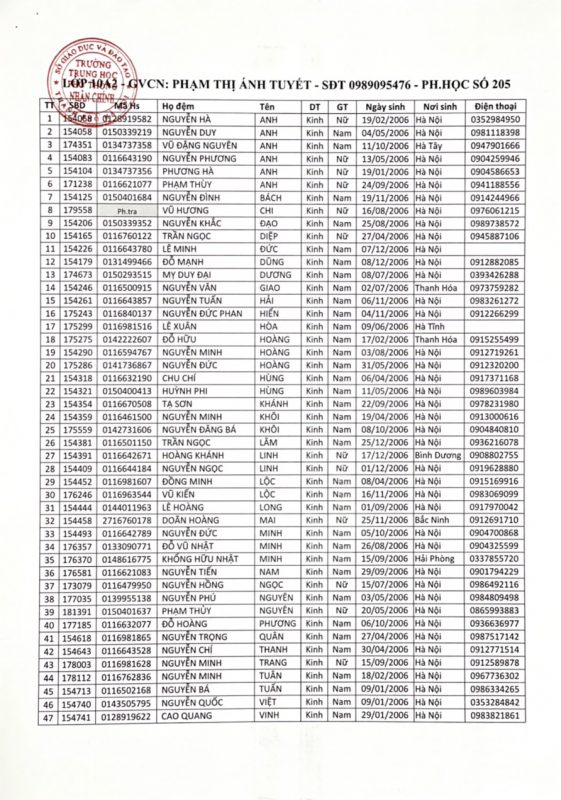 SỞ GIÁO DỤC VÀ ĐÀO TẠO
TRƯỜNG
TRUNG HỌC
NHÂN CHÍNH
LỚP 10A2 - GVCN: PHẠM THỊ ÁNH TUYẾT - SĐT 0989095476 - PH.HỌC SỐ 205
TT SBD Mã Hs Họ đệm Tên DT GT Ngày sinh Nơi sinh Điện thoại
1 154058 0128919582 NGUYỄN HÀ ANH Kinh Nữ 19/02/2006 Hà Nội 0352984950
2 154068 0150339219 NGUYỄN DUY ANH Kinh Nam 04/05/2006 Hà Nội 0981118398
3 174351 0134737358 VŨ ĐẶNG NGUYÊN ANH Kinh Nam 11/10/2006 Hà Tây 0947901666
4 154083 0116643190 NGUYỄN PHƯƠNG ANH Kinh Nữ 13/05/2006 Hà Nội 0904259946
5 154104 0134737356 PHƯƠNG HÀ ANH Kinh Nữ 19/01/2006 Hà Nội 0904586653
6 171238 0116621077 PHẠM THÙY ANH Kinh Nữ 24/09/2006 Hà Nội 0941188556
7 154125 0150401684 NGUYỄN ĐÌNH BÁCH Kinh Nam 19/11/2006 Hà Nội 0914244966
8 179558 Ph.tra VŨ HƯƠNG CHI Kinh Nữ 16/08/2006 Hà Nội 0976061215
9 154206 0150339352 NGUYỄN KHẮC ĐẠO Kinh Nam 25/08/2006 Hà Nội 0989738572
10 154165 0116760122 TRẦN NGỌC DIỆP Kinh Nữ 27/04/2006 Hà Nội 0945887106
11 154226 0116643780 LÊ MINH ĐỨC Kinh Nam 07/12/2006 Hà Nội
12 154179 0131499466 ĐỖ MẠNH DŨNG Kinh Nam 08/12/2006 Hà Nội 0912882085
13 174673 0150293515 MY DUY ĐẠI DƯƠNG Kinh Nam 08/07/2006 Hà Nội 0393426288
14 154246 0116500915 NGUYỄN VĂN GIAO Kinh Nam 02/07/2006 Thanh Hóa 0973759282
15 154261 0116643857 NGUYỄN TUẤN HẢI Kinh Nam 06/11/2006 Hà Nội 0983261272
16 175243 0116840137 NGUYỄN ĐỨC PHAN HIỂN Kinh Nam 04/11/2006 Hà Nội 0912266299
17 175299 0116981516 LÊ XUÂN HÒA Kinh Nam 09/06/2006 Hà Tĩnh
18 175275 0142222607 ĐỖ HỮU HOÀNG Kinh Nam 17/02/2006 Thanh Hóa 0915255499
19 154290 0116594767 NGUYỄN MINH HOÀNG Kinh Nam 03/08/2006 Hà Nội 0912719261
20 175286 0141736867 NGUYỄN ĐỨC HOÀNG Kinh Nam 31/05/2006 Hà Nội 0912320200
21 154318 0116632190 CHU CHÍ HÙNG Kinh Nam 06/04/2006 Hà Nội 0917371168
22 154321 0150400413 HUỲNH PHI HÙNG Kinh Nam 11/05/2006 Hà Nội 0989603984
23 154354 0116670508 TẠ SƠN KHÁNH Kinh Nam 22/09/2006 Hà Nội 0978231980
24 154359 0116461500 NGUYỄN MINH KHÔI Kinh Nam 19/04/2006 Hà Nội 0913000616
25 175559 0142731606 NGUYỄN ĐĂNG BÁ KHÔI Kinh Nam 08/10/2006 Hà Nội 0904840810
26 154381 0116501150 TRẦN NGỌC LÂM Kinh Nam 25/12/2006 Hà Nội 0936216078
27 154391 0116642671 HOÀNG KHÁNH LINH Kinh Nữ 17/12/2006 Bình Dương 0908802755
28 154409 0116644184 NGUYỄN NGỌC LINH Kinh Nữ 01/12/2006 Hà Nội 0919628880
29 154452 0116981607 ĐỒNG MINH LỘC Kinh Nam 08/04/2006 Hà Nội 0915169916
30 176246 0116963544 VŨ KIẾN LỘC Kinh Nam 16/11/2006 Hà Nội 0983069099
31 154444 0144011963 LÊ HOÀNG LONG Kinh Nam 01/09/2006 Hà Nội 0917970042
32 154458 2716760178 DOÃN HOÀNG MAI Kinh Nữ 25/11/2006 Bắc Ninh 0912691710
33 154493 0116642789 NGUYỄN ĐỨC MINH Kinh Nam 05/10/2006 Hà Nội 0904700868
34 176357 0133090771 ĐỖ VŨ NHẬT MINH Kinh Nam 26/08/2006 Hà Nội 0904325599
35 176370 0148616775 KHỔNG HỮU NHẬT MINH Kinh Nam 15/09/2006 Hải Phòng 0337855720
36 176581 0116621083 NGUYỄN TIẾN NAM Kinh Nam 29/09/2006 Hà Nội 0901794229
37 173079 0116479950 NGUYỄN HỒNG NGỌC Kinh Nữ 15/07/2006 Hà Nội 0986492116
38 177035 0139955138 NGUYỄN PHÚ NGUYÊN Kinh Nam 03/09/2006 Hà Nội 0984809498
39 181391 0150401637 PHẠM THỦY NGUYÊN Kinh Nữ 20/05/2006 Hà Nội 0865993883
40 177185 0116632077 ĐỖ HOÀNG PHƯƠNG Kinh Nam 06/10/2006 Hà Nội 0936636977
41 154618 0116981865 NGUYỄN TRỌNG QUÂN Kinh Nam 27/04/2006 Hà Nội 0987517142
42 154643 0116643528 NGUYỄN CHÍ THANH Kinh Nam 30/04/2006 Hà Nội 0912771514
43 178003 0116981628 NGUYỄN MINH TRANG Kinh Nữ 15/09/2006 Hà Nội 0912589878
44 178112 0116762836 NGUYỄN MINH TUÂN Kinh Nam 18/02/2006 Hà Nội 0967736302
45 154713 0116502168 NGUYỄN BÁ TUẤN Kinh Nam 09/01/2006 Hà Nội 0986334265
46 154740 0143505795 NGUYỄN QUỐC VIỆT Kinh Nam 09/01/2006 Hà Nội 0353284842
47 154741 0128919622 CAO QUANG VINH Kinh Nam 29/01/2006 Hà Nội 0983821861